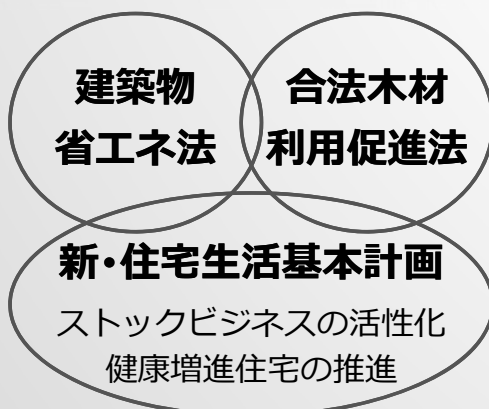 建築物
省エネ法
合法木材
利用促進法
新・住宅生活基本計画
ストックビジネスの活性化
健康増進住宅の推進